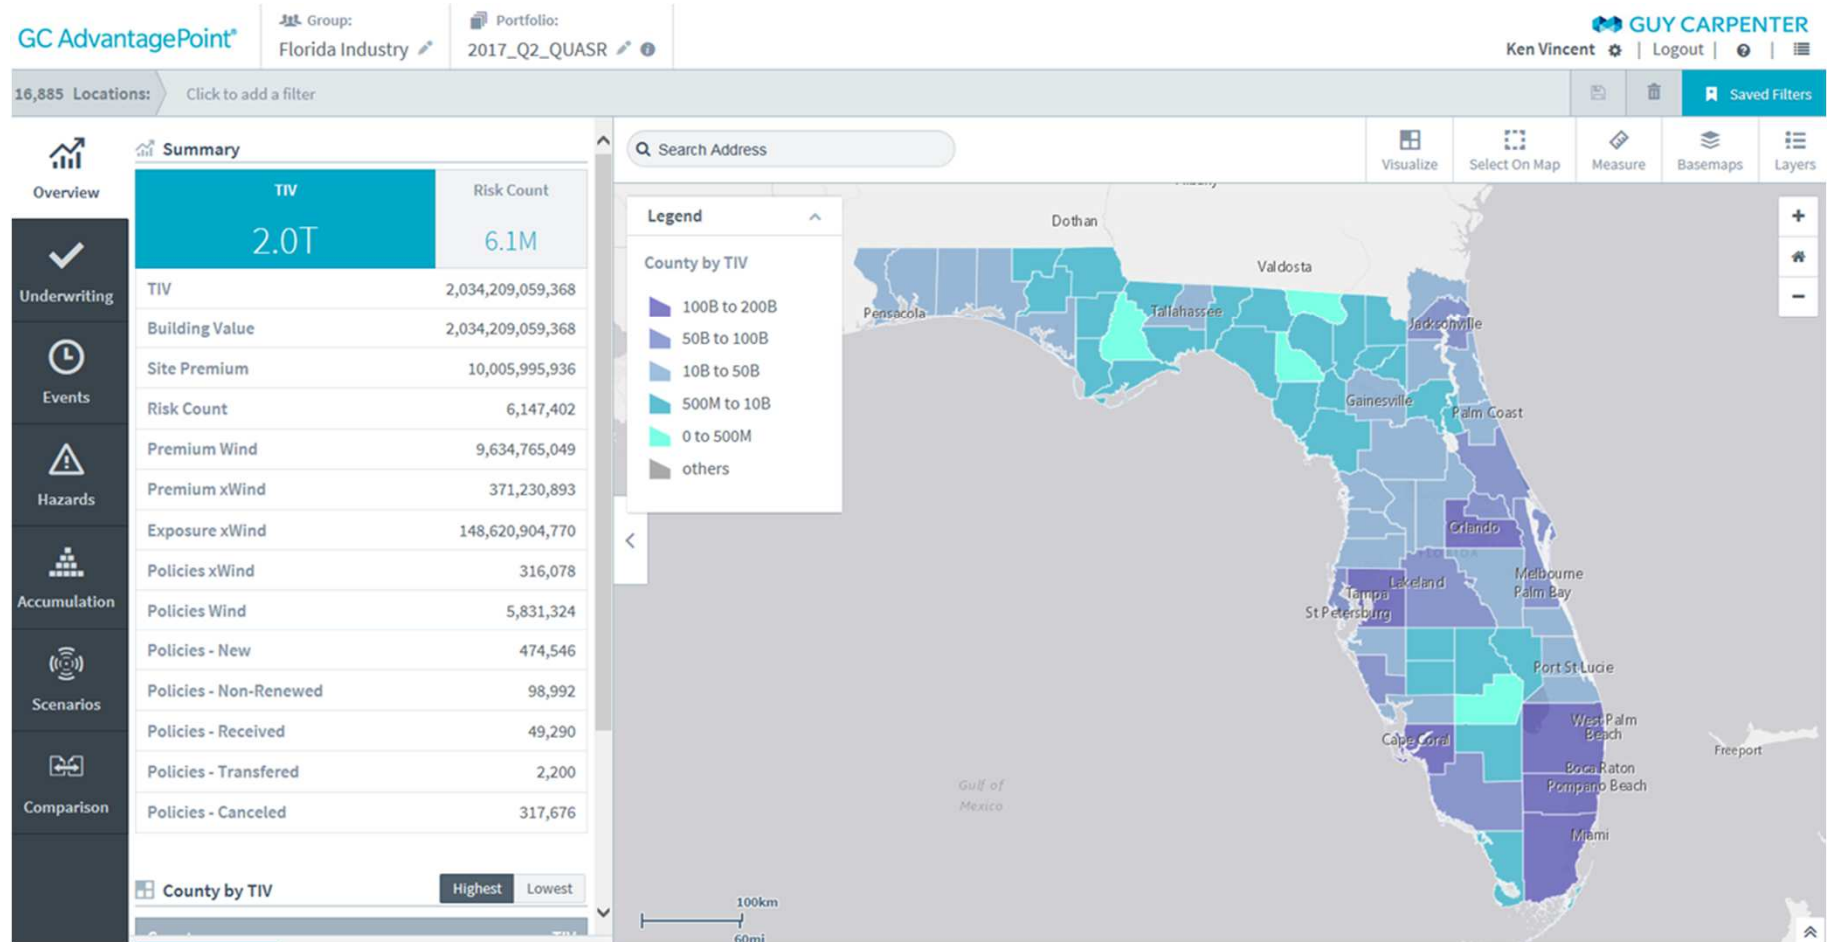 GC AdvantagePoint®
Group:
Florida Industry
Portfolio:
2017_Q2_QUASR
GUY CARPENTER
Ken Vincent | Logout | |
16,885 Locations:
Click to add a filter
Saved Filters
Overview
Underwriting
Events
Hazards
Accumulation
Scenarios
Comparison
Summary
TIV
2.0T
Risk Count
6.1M
TIV 2,034,209,059,368
Building Value 2,034,209,059,368
Site Premium 10,005,995,936
Risk Count 6,147,402
Premium Wind 9,634,765,049
Premium xWind 371,230,893
Exposure xWind 148,620,904,770
Policies xWind 316,078
Policies Wind 5,831,324
Policies - New 474,546
Policies - Non-Renewed 98,992
Policies - Received 49,290
Policies - Transfered 2,200
Policies - Canceled 317,676
County by TIV
Highest Lowest
Search Address
Visualize
Select On Map
Measure
Basemaps
Layers
Legend
County by TIV
100B to 200B
50B to 100B
10B to 50B
500M to 10B
0 to 500M
others
+
−
Dothan
Valdosta
Pensacola
Tallahassee
Jacksonville
Gainesville
Palm Coast
Orlando
FLORIDA
Lakeland
Melbourne
Palm Bay
Tampa
St Petersburg
Port St Lucie
West Palm
Beach
Cape Coral
Freeport
Boca Raton
Pompano Beach
Gulf of
Mexico
Miami
100km
60mi